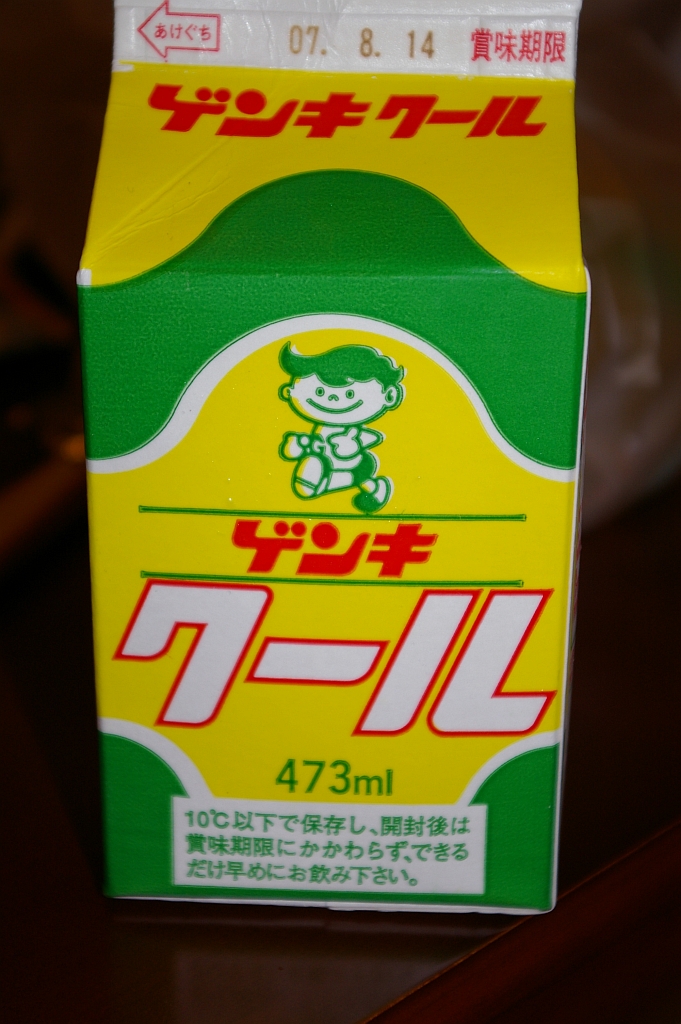 あけぐち
07. 8. 14 賞味期限
ゲンキクール
ゲンキ
クール
473ml
10℃以下で保存し、開封後は
賞味期限にかかわらず、できる
だけ早めにお飲み下さい。